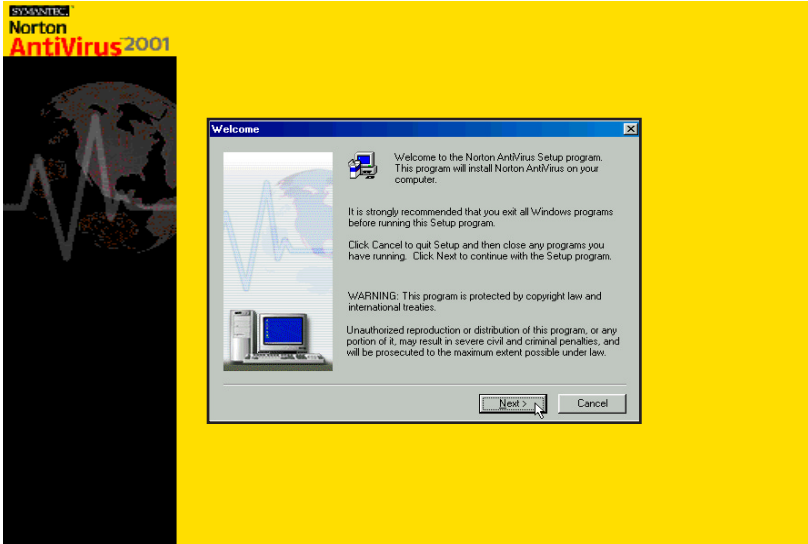 SYMANTEC.
Norton
AntiVirus 2001
Welcome
Welcome to the Norton AntiVirus Setup program.
This program will install Norton AntiVirus on your
computer.
It is strongly recommended that you exit all Windows programs
before running this Setup program.
Click Cancel to quit Setup and then close any programs you
have running.  Click Next to continue with the Setup program.
WARNING: This program is protected by copyright law and
international treaties.
Unauthorized reproduction or distribution of this program, or any
portion of it, may result in severe civil and criminal penalties, and
will be prosecuted to the maximum extent possible under law.
Next >
Cancel